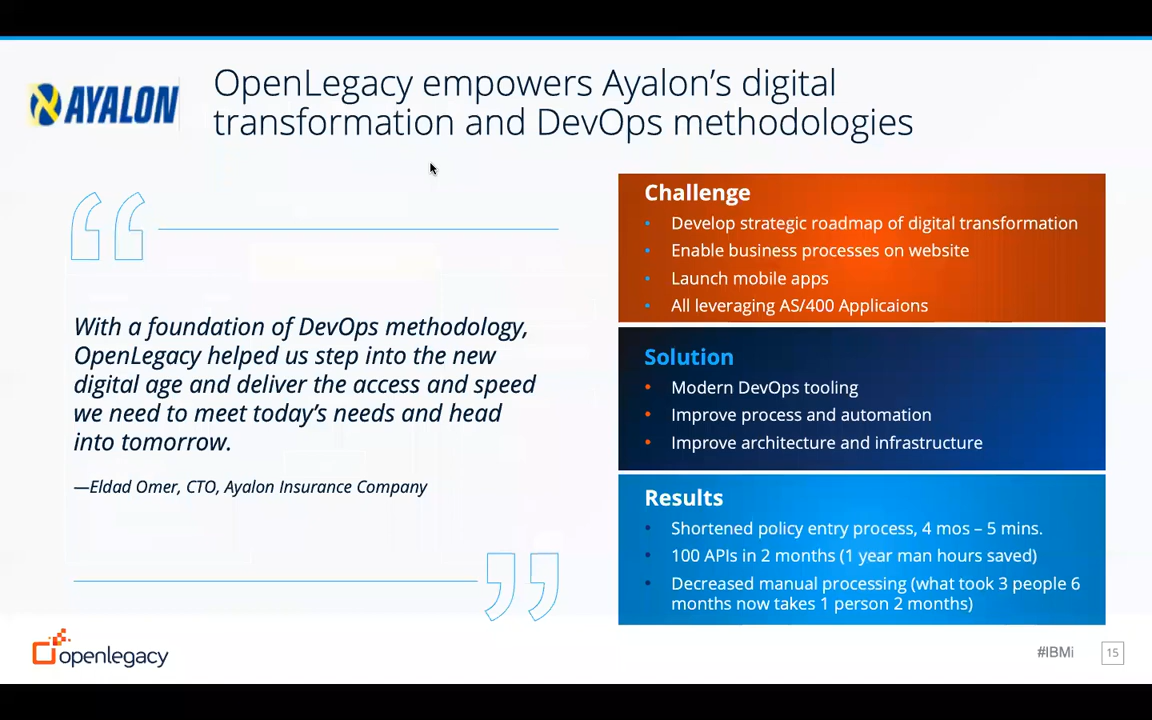 AYALON
OpenLegacy empowers Ayalon’s digital
transformation and DevOps methodologies
With a foundation of DevOps methodology,
OpenLegacy helped us step into the new
digital age and deliver the access and speed
we need to meet today’s needs and head
into tomorrow.
—Eldad Omer, CTO, Ayalon Insurance Company
Challenge
• Develop strategic roadmap of digital transformation
• Enable business processes on website
• Launch mobile apps
• All leveraging AS/400 Applicaions
Solution
• Modern DevOps tooling
• Improve process and automation
• Improve architecture and infrastructure
Results
• Shortened policy entry process, 4 mos – 5 mins.
• 100 APIs in 2 months (1 year man hours saved)
• Decreased manual processing (what took 3 people 6
months now takes 1 person 2 months)
openlegacy
#IBMi
15